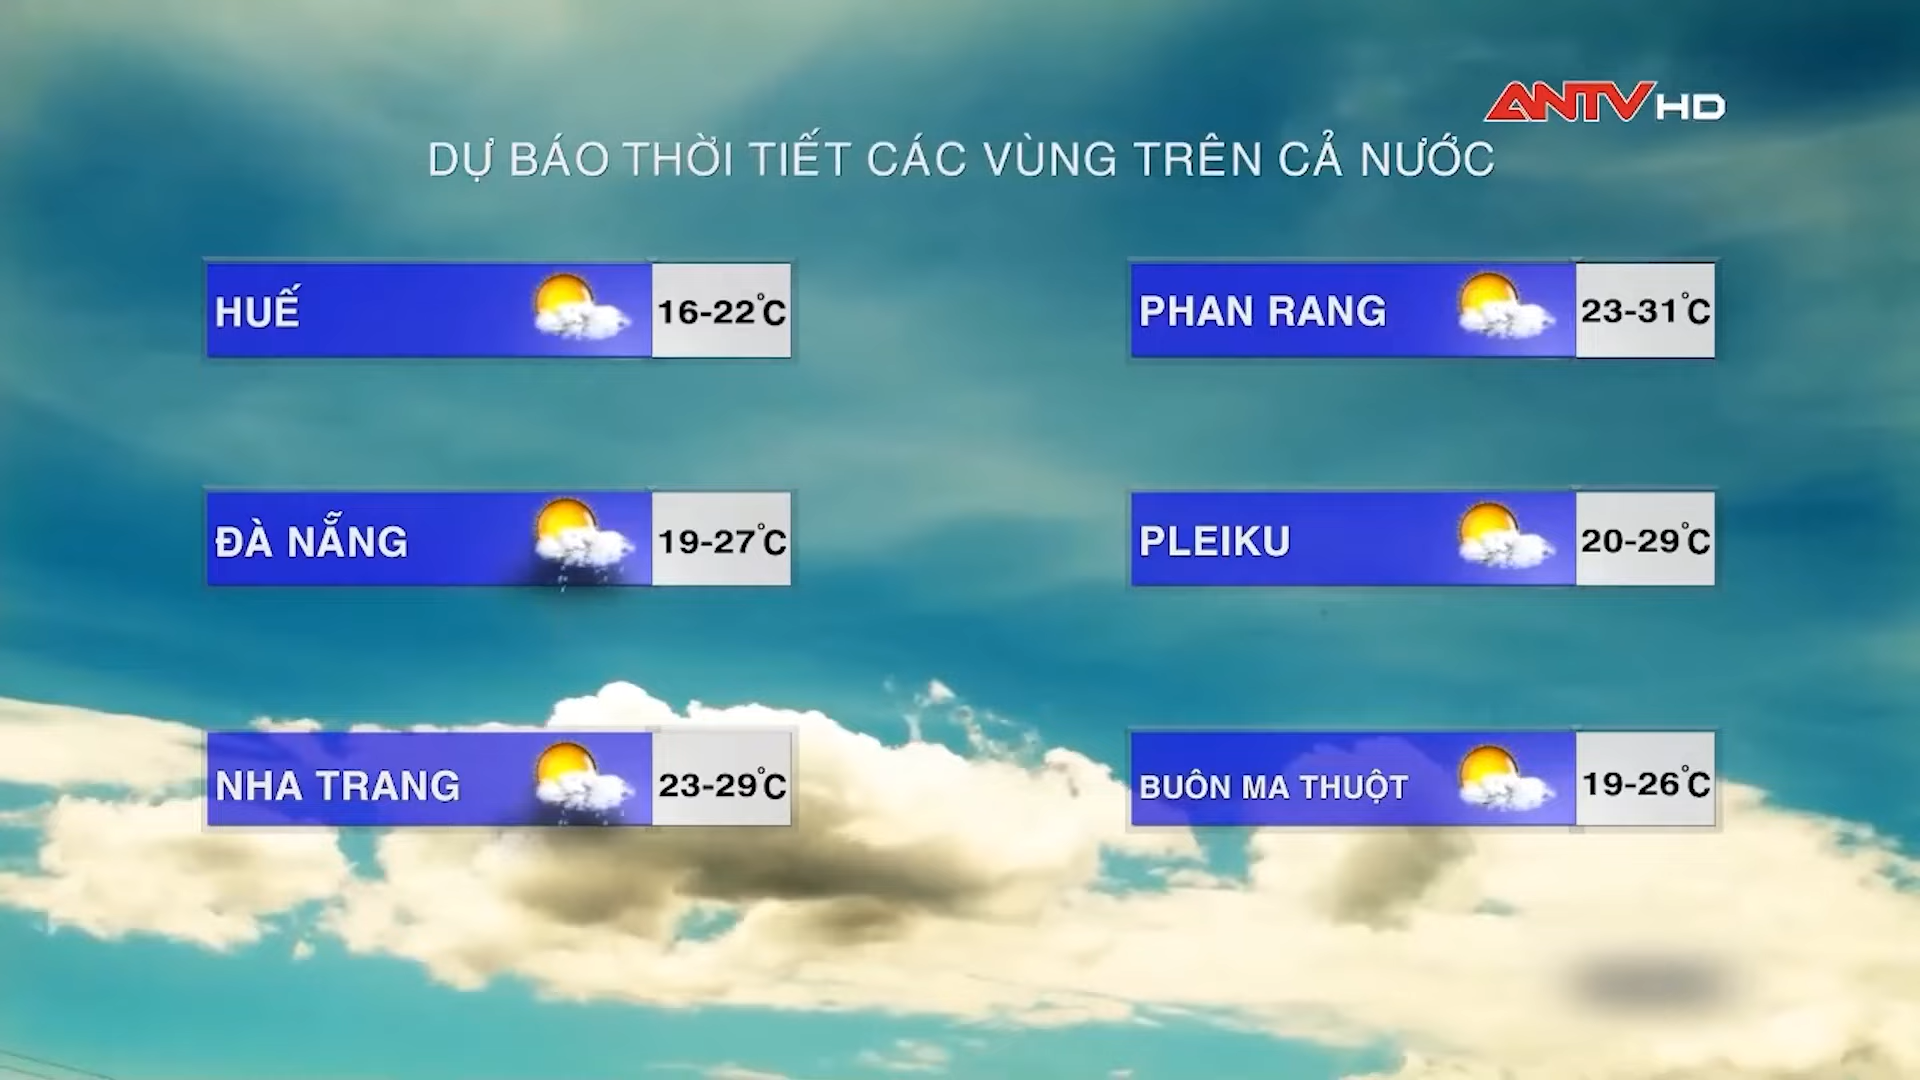 ANTV HD
DỰ BÁO THỜI TIẾT CÁC VÙNG TRÊN CẢ NƯỚC
HUẾ 16-22°C
PHAN RANG 23-31°C
ĐÀ NẴNG 19-27°C
PLEIKU 20-29°C
NHA TRANG 23-29°C
BUÔN MA THUỘT 19-26°C